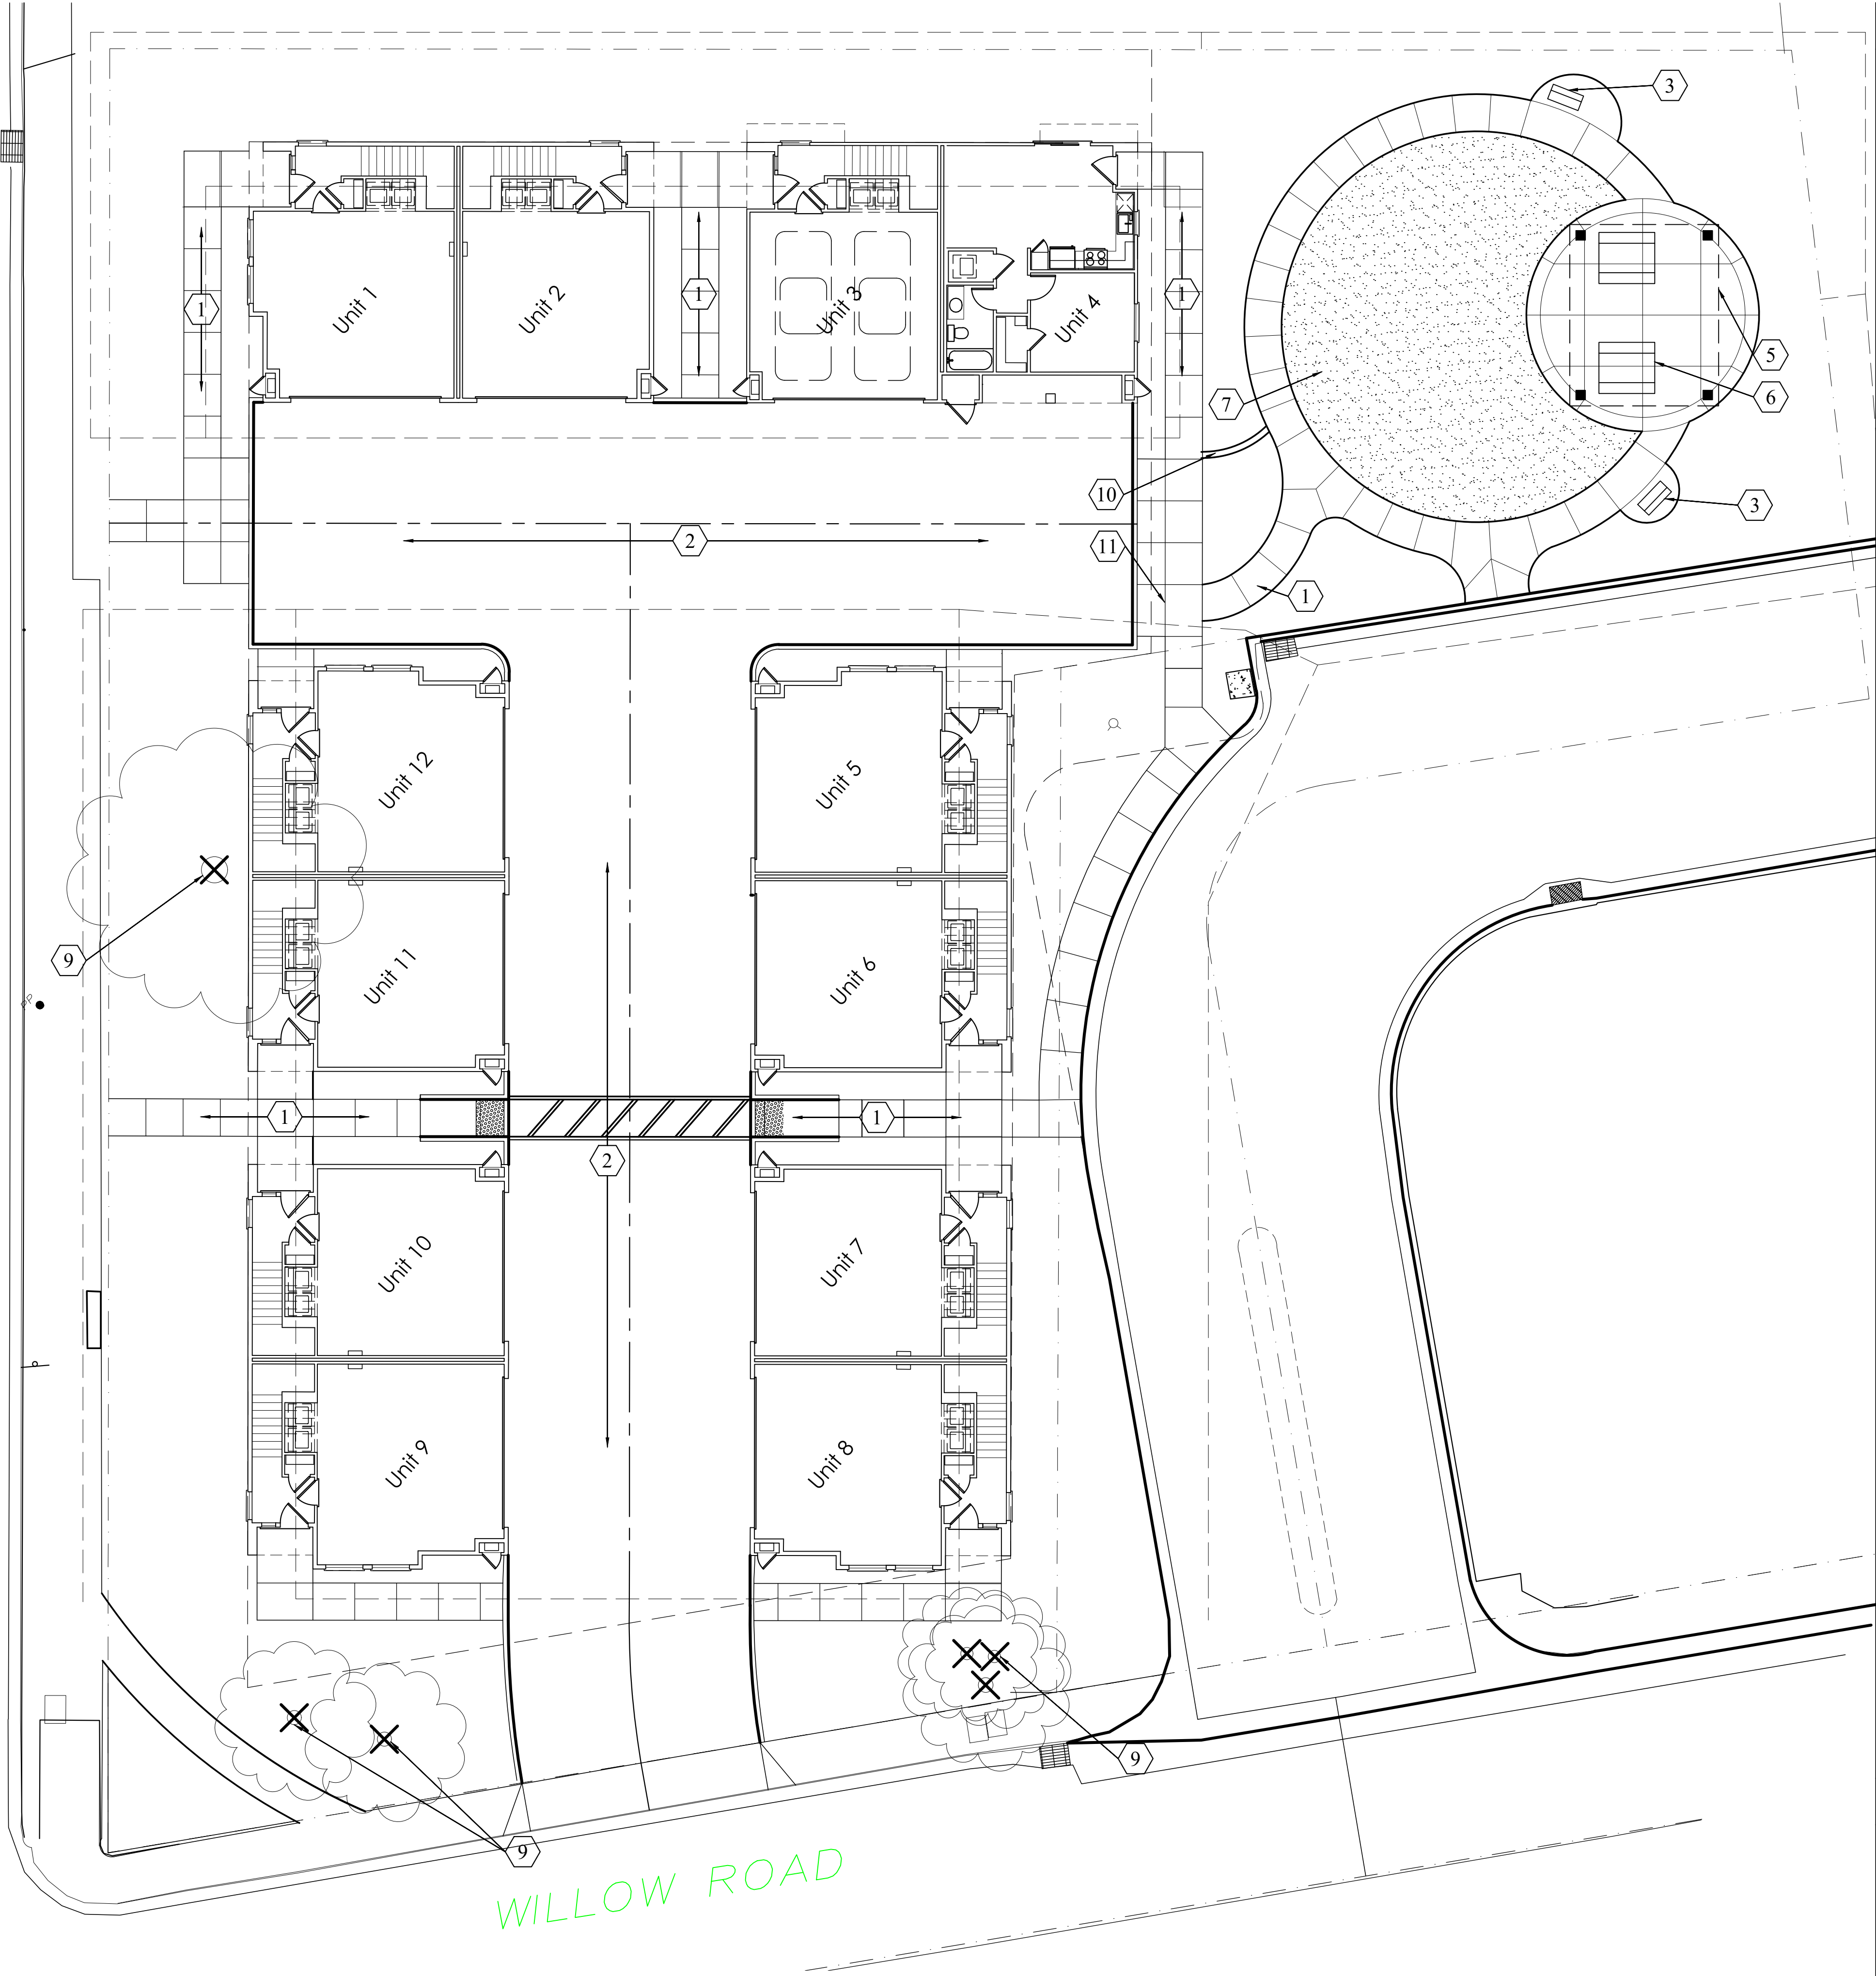 3
1
1
1
Unit 1
Unit 2
Unit 3
Unit 4
5
6
7
10
3
2
11
1
Unit 12
Unit 5
9
Unit 11
Unit 6
PP
1
1
2
Unit 10
Unit 7
Unit 9
Unit 8
9
9
WILLOW ROAD